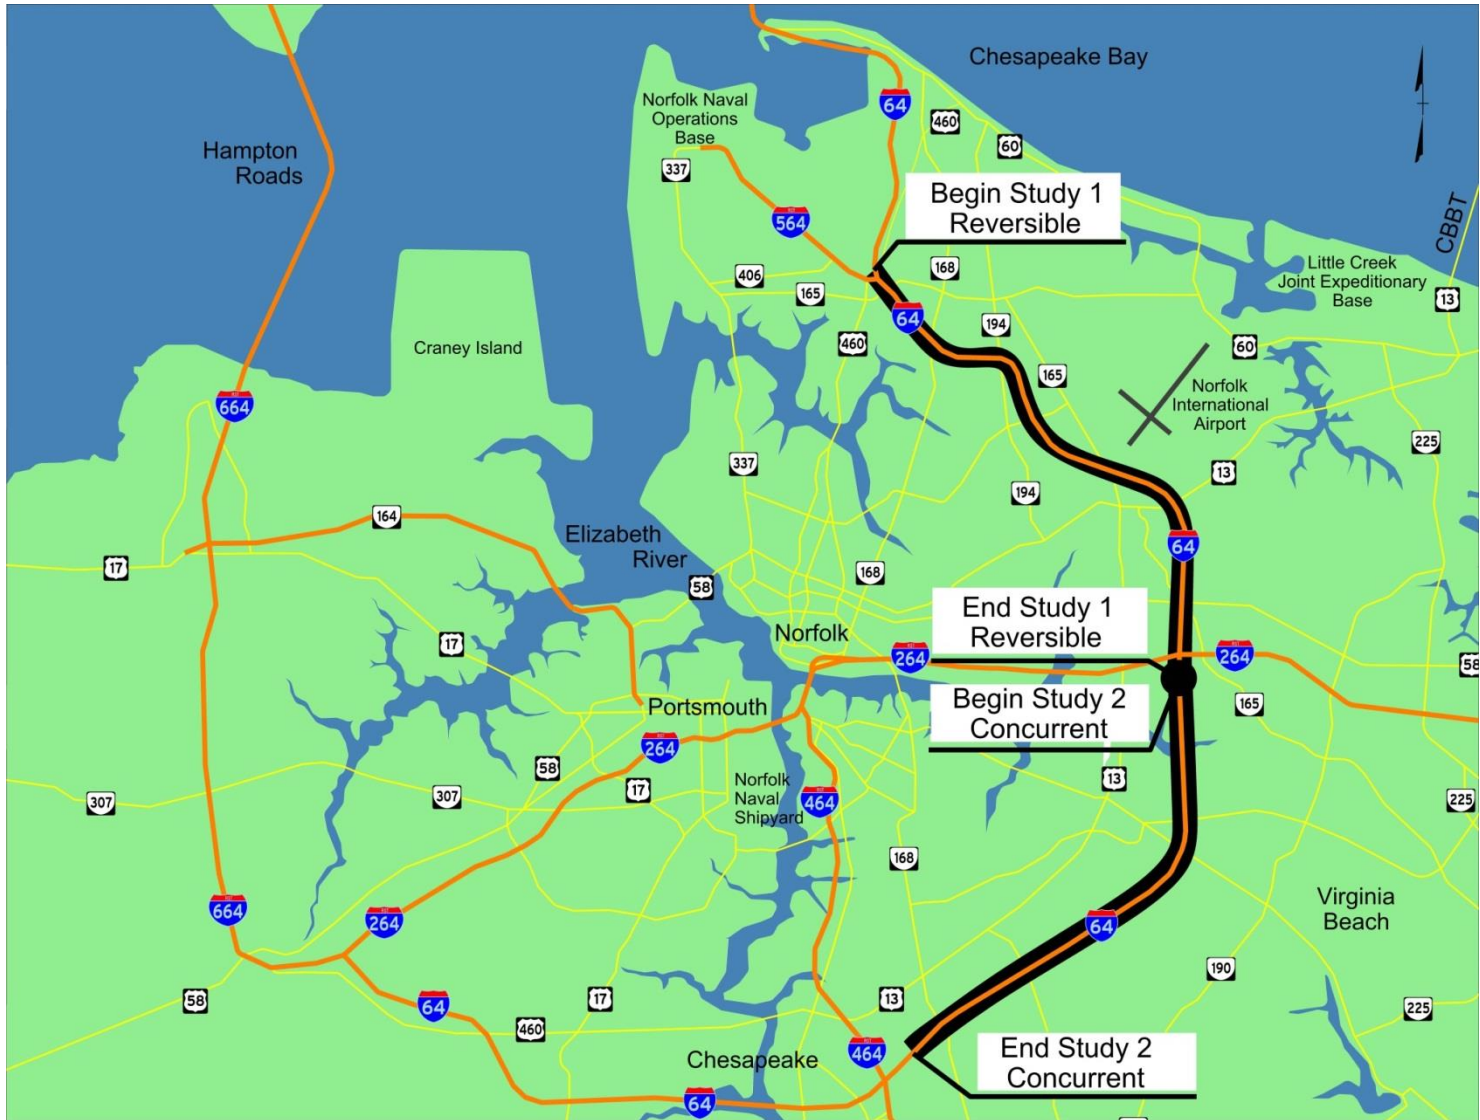 Chesapeake Bay
64
Norfolk Naval
Operations
Base
460
60
Hampton
Roads
337
Begin Study 1
Reversible
564
CBBT
168
Little Creek
Joint Expeditionary
Base
406
165
13
64
194
460
60
Craney Island
165
Norfolk
International
Airport
664
225
337
13
194
164
Elizabeth
River
64
17
168
58
End Study 1
Reversible
Norfolk
17
264
264
58
Portsmouth
Begin Study 2
Concurrent
165
264
58
13
Norfolk
Naval
Shipyard
17
307
307
464
225
168
Virginia
Beach
664
264
64
190
58
64
17
13
225
460
Chesapeake
464
End Study 2
Concurrent
64